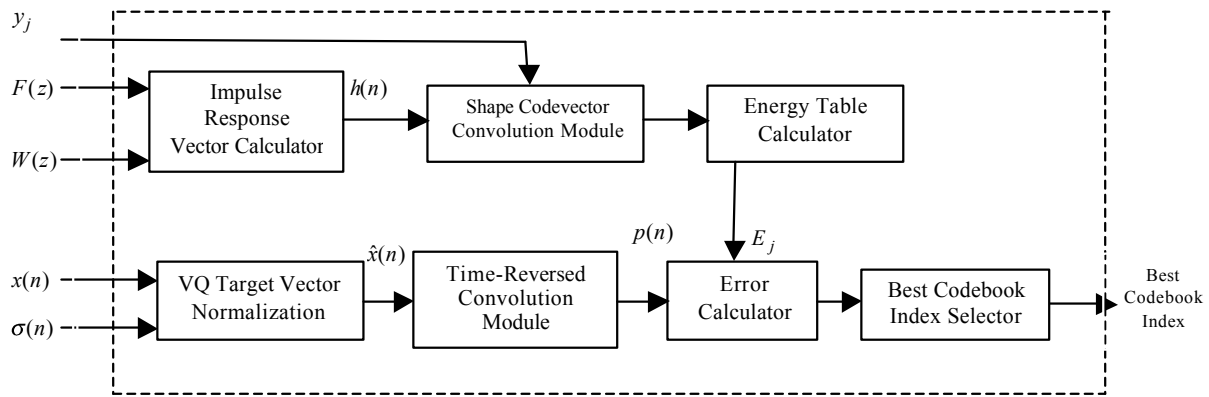 y_j
F(z)
Impulse
Response
Vector Calculator
h(n)
Shape Codevector
Convolution Module
Energy Table
Calculator
W(z)
p(n)
E_j
x(n)
VQ Target Vector
Normalization
x̂(n)
Time-Reversed
Convolution
Module
Error
Calculator
Best Codebook
Index Selector
Best
Codebook
Index
σ(n)